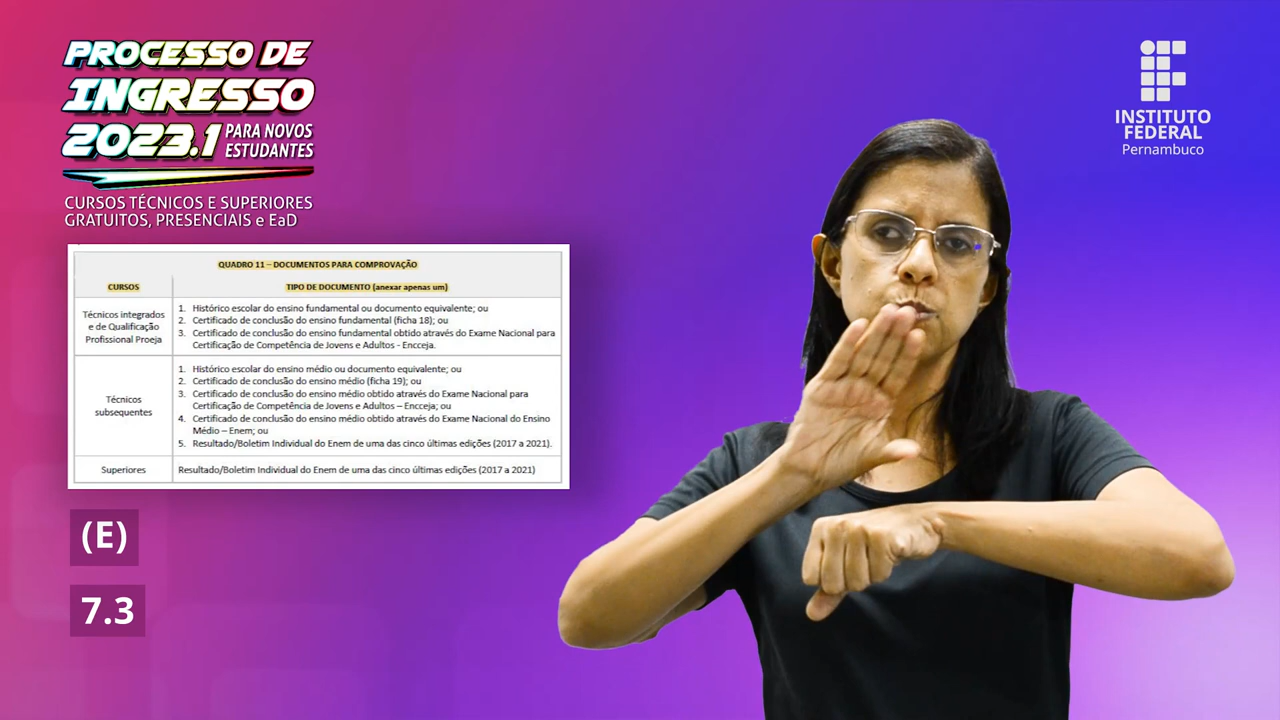 PROCESSO DE
INGRESSO
2023.1 PARA NOVOS
ESTUDANTES
CURSOS TÉCNICOS E SUPERIORES
GRATUITOS, PRESENCIAIS e EaD
INSTITUTO
FEDERAL
Pernambuco
QUADRO 11 – DOCUMENTOS PARA COMPROVAÇÃO
CURSOS
TIPO DE DOCUMENTO (anexar apenas um)
Técnicos integrados
e de Qualificação
Profissional Proeja
1. Histórico escolar do ensino fundamental ou documento equivalente; ou
2. Certificado de conclusão do ensino fundamental (ficha 18); ou
3. Certificado de conclusão do ensino fundamental obtido através do Exame Nacional para
Certificação de Competência de Jovens e Adultos - Encceja.
Técnicos
subsequentes
1. Histórico escolar do ensino médio ou documento equivalente; ou
2. Certificado de conclusão do ensino médio (ficha 19); ou
3. Certificado de conclusão do ensino médio obtido através do Exame Nacional para
Certificação de Competência de Jovens e Adultos – Encceja; ou
4. Certificado de conclusão do ensino médio obtido através do Exame Nacional do Ensino
Médio – Enem; ou
5. Resultado/Boletim Individual do Enem de uma das cinco últimas edições (2017 a 2021).
Superiores
Resultado/Boletim Individual do Enem de uma das cinco últimas edições (2017 a 2021)
(E)
7.3